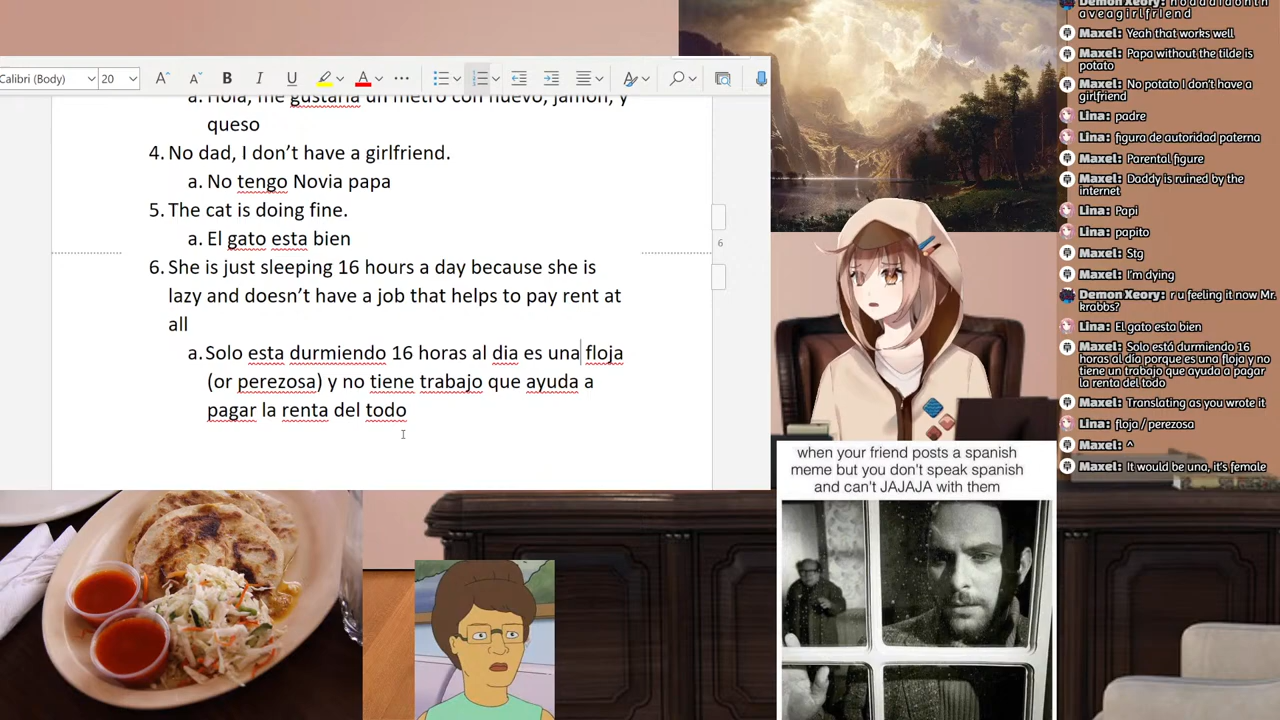 Calibri (Body)
20
B
I
U
A
a. Hola, me gustaria un metro con huevo, jamon, y
queso
4. No dad, I don’t have a girlfriend.
a. No tengo Novia papa
5. The cat is doing fine.
a. El gato esta bien
6. She is just sleeping 16 hours a day because she is
lazy and doesn’t have a job that helps to pay rent at
all
a. Solo esta durmiendo 16 horas al dia es una floja
(or perezosa) y no tiene trabajo que ayuda a
pagar la renta del todo
6
Demon Xeory: n o d a d i d o n t h
a v e a g i r l f r i e n d
Maxel: Yeah that works well
Maxel: Papa without the tilde is
potato
Maxel: No potato I don't have a
girlfriend
Lina: padre
Lina: figura de autoridad paterna
Maxel: Parental figure
Maxel: Daddy is ruined by the
internet
Lina: Papi
Lina: papito
Maxel: Stg
Maxel: I'm dying
Demon Xeory: r u feeling it now Mr.
krabbs?
Lina: El gato esta bien
Maxel: Solo está durmiendo 16
horas al día porque es una floja y no
tiene un trabajo que ayuda a pagar
la renta del todo
Maxel: Translating as you wrote it
Lina: floja / perezosa
Maxel: ^
Maxel: It would be una, it's female
when your friend posts a spanish
meme but you don't speak spanish
and can't JAJAJA with them